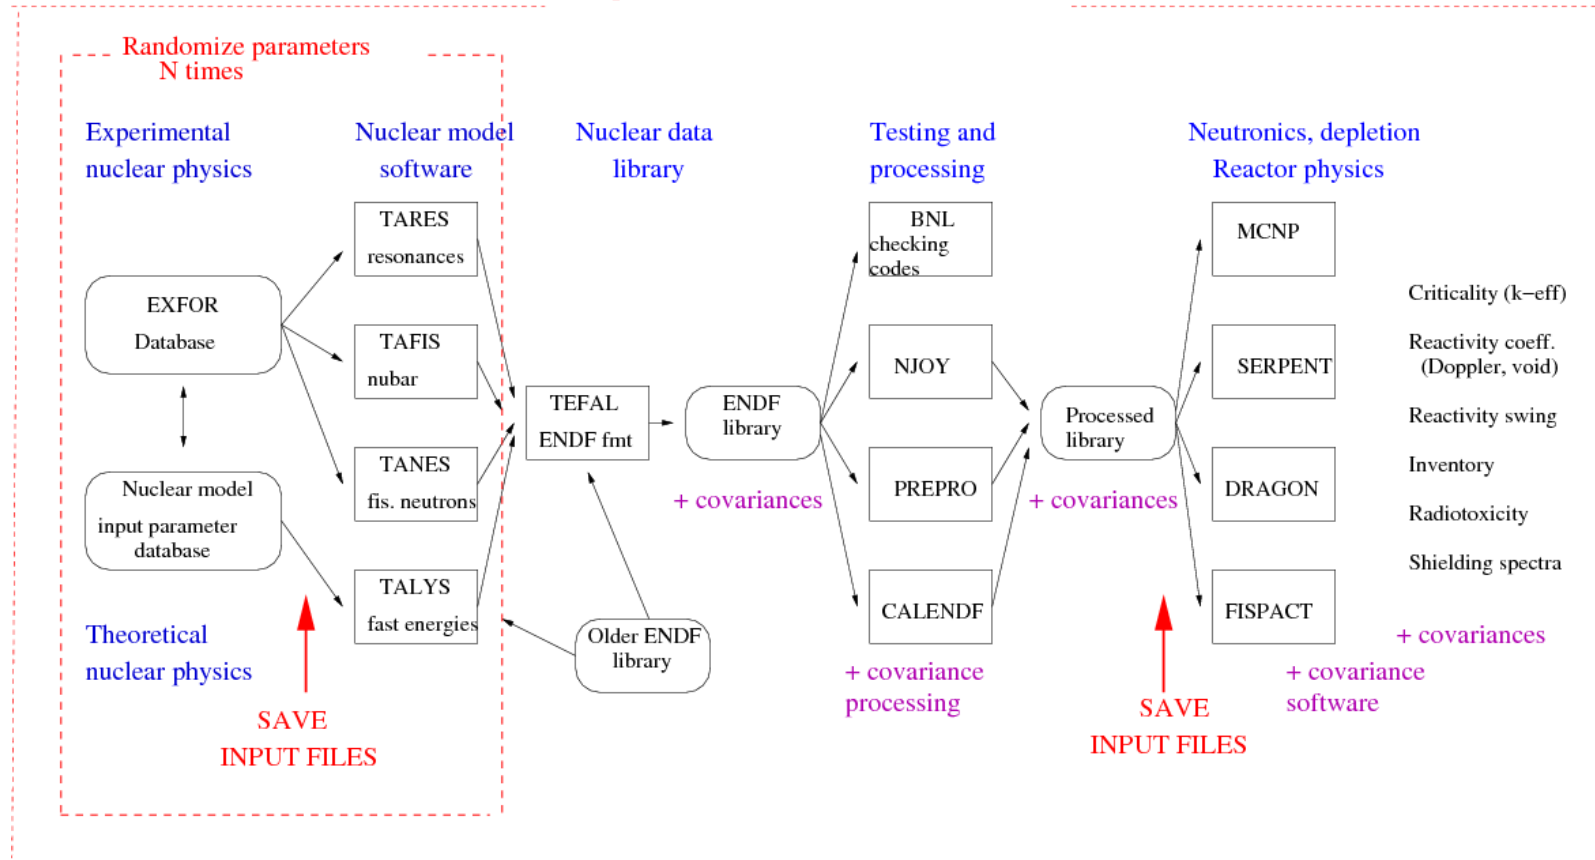 Randomize parameters
N times
Experimental
nuclear physics
Nuclear model
software
Nuclear data
library
Testing and
processing
Neutronics, depletion
Reactor physics
EXFOR
Database
Nuclear model
input parameter
database
Theoretical
nuclear physics
SAVE
INPUT FILES
TARES
resonances
TAFIS
nubar
TANES
fis. neutrons
TALYS
fast energies
TEFAL
ENDF fmt
Older ENDF
library
ENDF
library
+ covariances
BNL
checking
codes
NJOY
PREPRO
CALENDF
+ covariance
processing
Processed
library
+ covariances
SAVE
INPUT FILES
MCNP
SERPENT
DRAGON
FISPACT
+ covariance
software
Criticality (k−eff)
Reactivity coeff.
(Doppler, void)
Reactivity swing
Inventory
Radiotoxicity
Shielding spectra
+ covariances